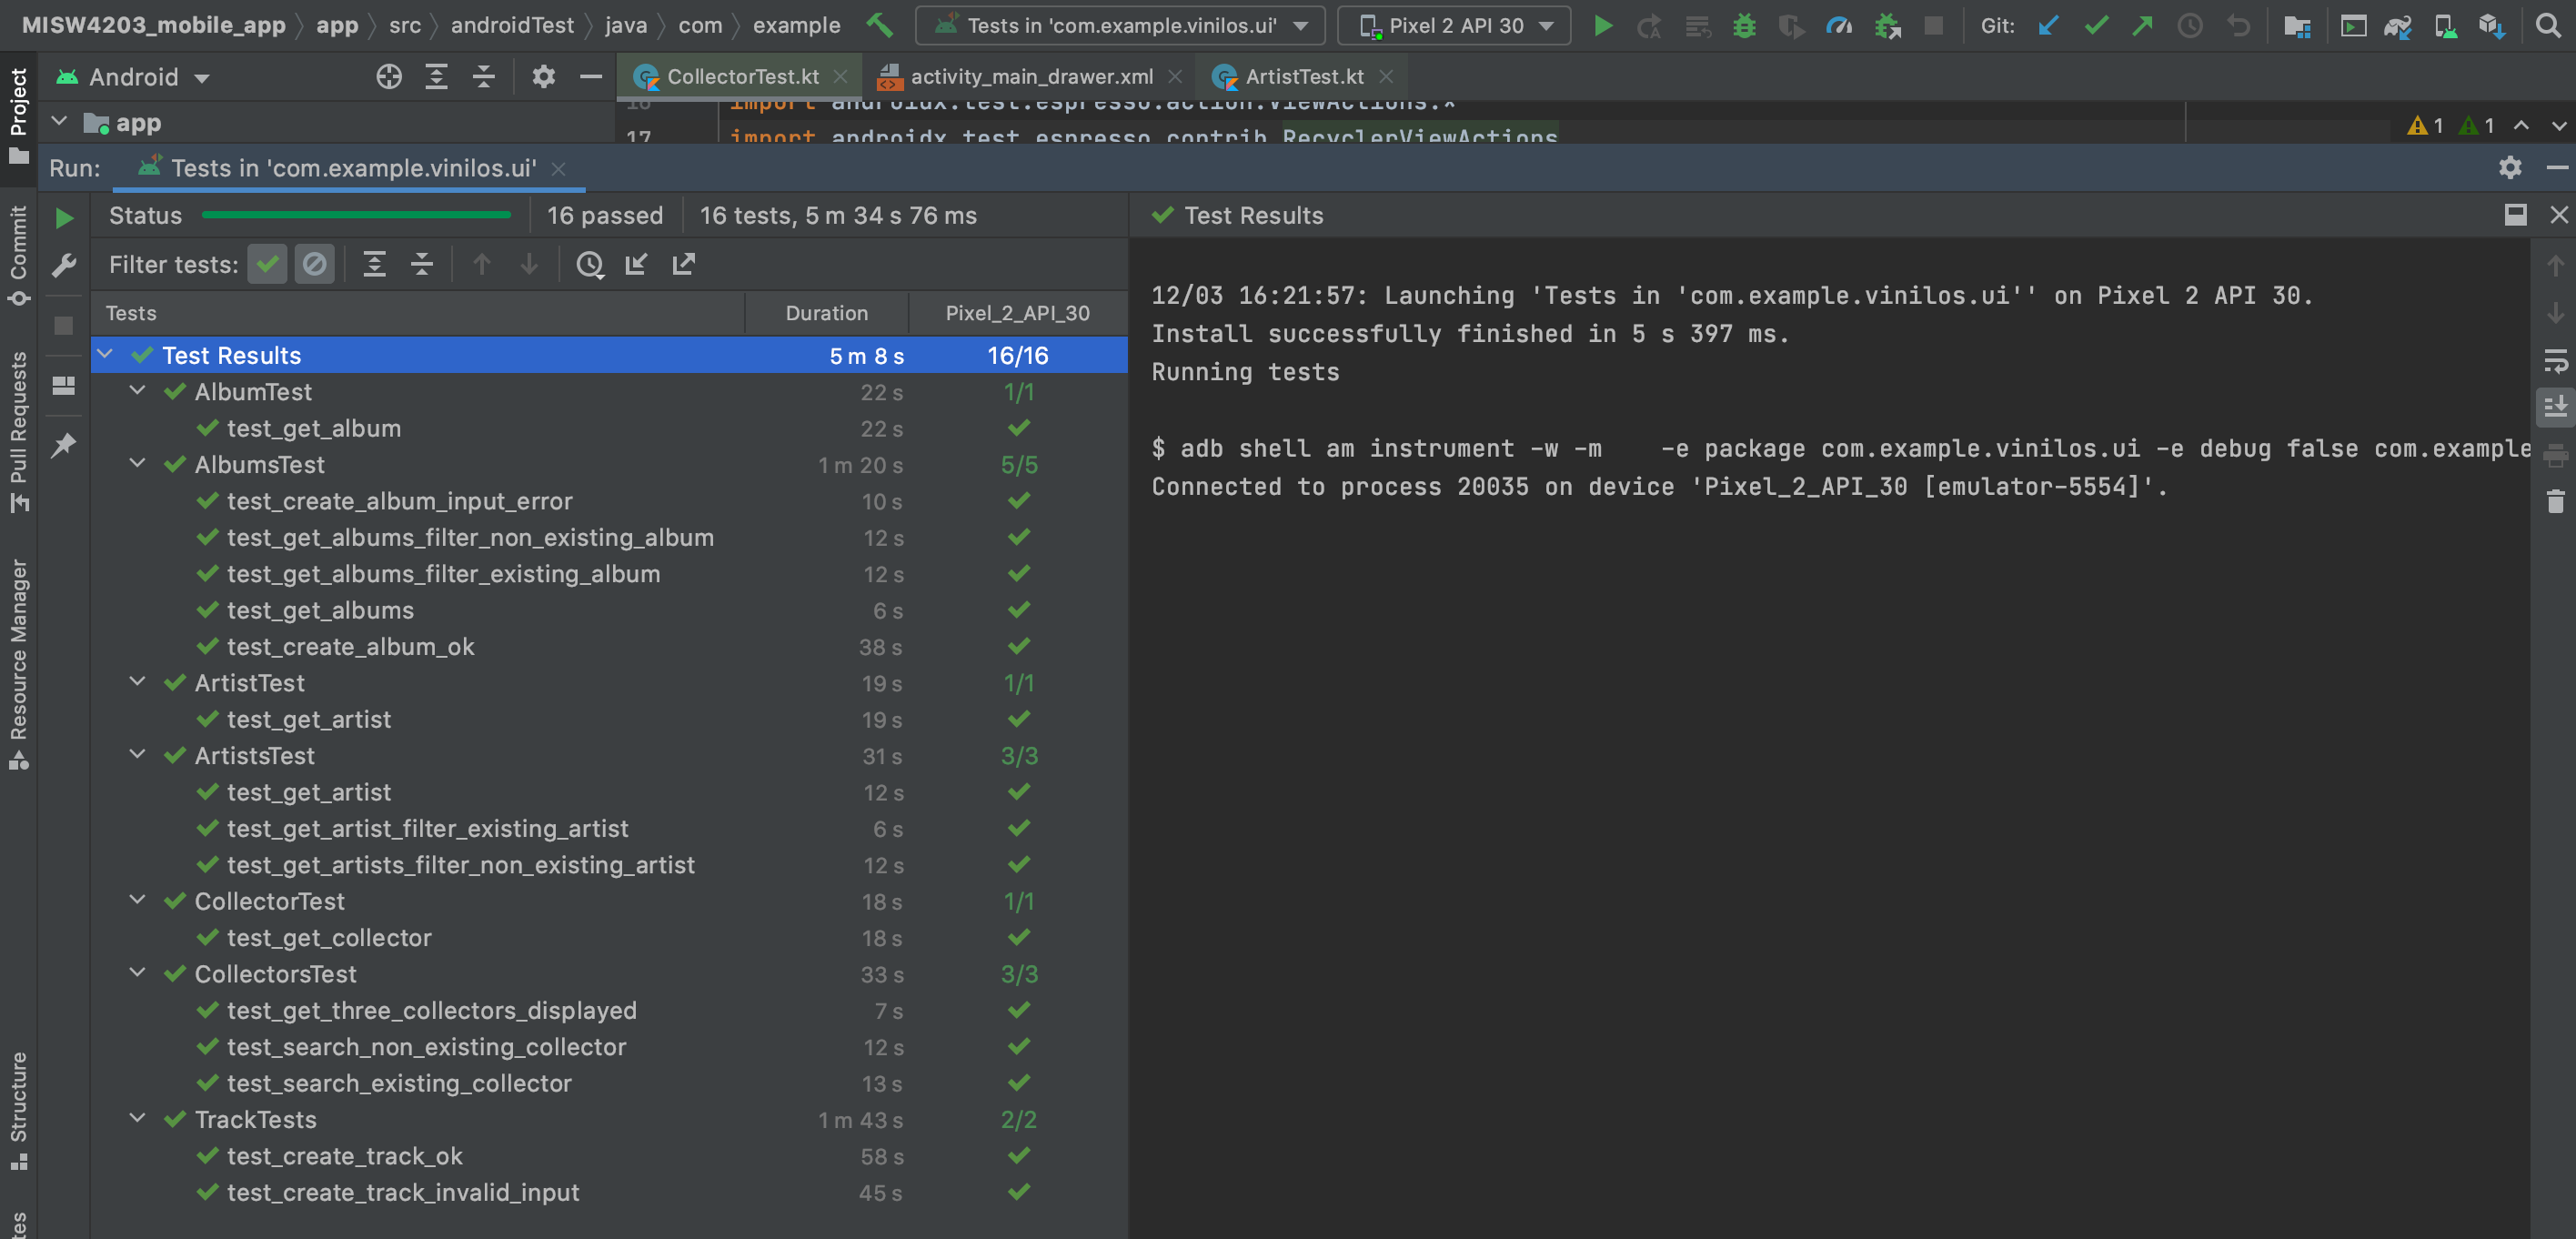 MISW4203_mobile_app app src androidTest java com example Tests in 'com.example.vinilos.ui' Pixel 2 API 30 Git:
Project
Android CollectorTest.kt activity_main_drawer.xml ArtistTest.kt
16 import androidx.test.espresso.action.ViewActions.*
app
17 import androidx.test.espresso.contrib.RecyclerViewActions
1 1
Run: Tests in 'com.example.vinilos.ui'
Status 16 passed 16 tests, 5 m 34 s 76 ms
Test Results
Filter tests:
Tests Duration Pixel_2_API_30
Test Results 5 m 8 s 16/16
AlbumTest 22 s 1/1
test_get_album 22 s
AlbumsTest 1 m 20 s 5/5
test_create_album_input_error 10 s
test_get_albums_filter_non_existing_album 12 s
test_get_albums_filter_existing_album 12 s
test_get_albums 6 s
test_create_album_ok 38 s
ArtistTest 19 s 1/1
test_get_artist 19 s
ArtistsTest 31 s 3/3
test_get_artist 12 s
test_get_artist_filter_existing_artist 6 s
test_get_artists_filter_non_existing_artist 12 s
CollectorTest 18 s 1/1
test_get_collector 18 s
CollectorsTest 33 s 3/3
test_get_three_collectors_displayed 7 s
test_search_non_existing_collector 12 s
test_search_existing_collector 13 s
TrackTests 1 m 43 s 2/2
test_create_track_ok 58 s
test_create_track_invalid_input 45 s
12/03 16:21:57: Launching 'Tests in 'com.example.vinilos.ui'' on Pixel 2 API 30.
Install successfully finished in 5 s 397 ms.
Running tests
$ adb shell am instrument -w -m    -e package com.example.vinilos.ui -e debug false com.example
Connected to process 20035 on device 'Pixel_2_API_30 [emulator-5554]'.
Commit
Pull Requests
Resource Manager
Structure